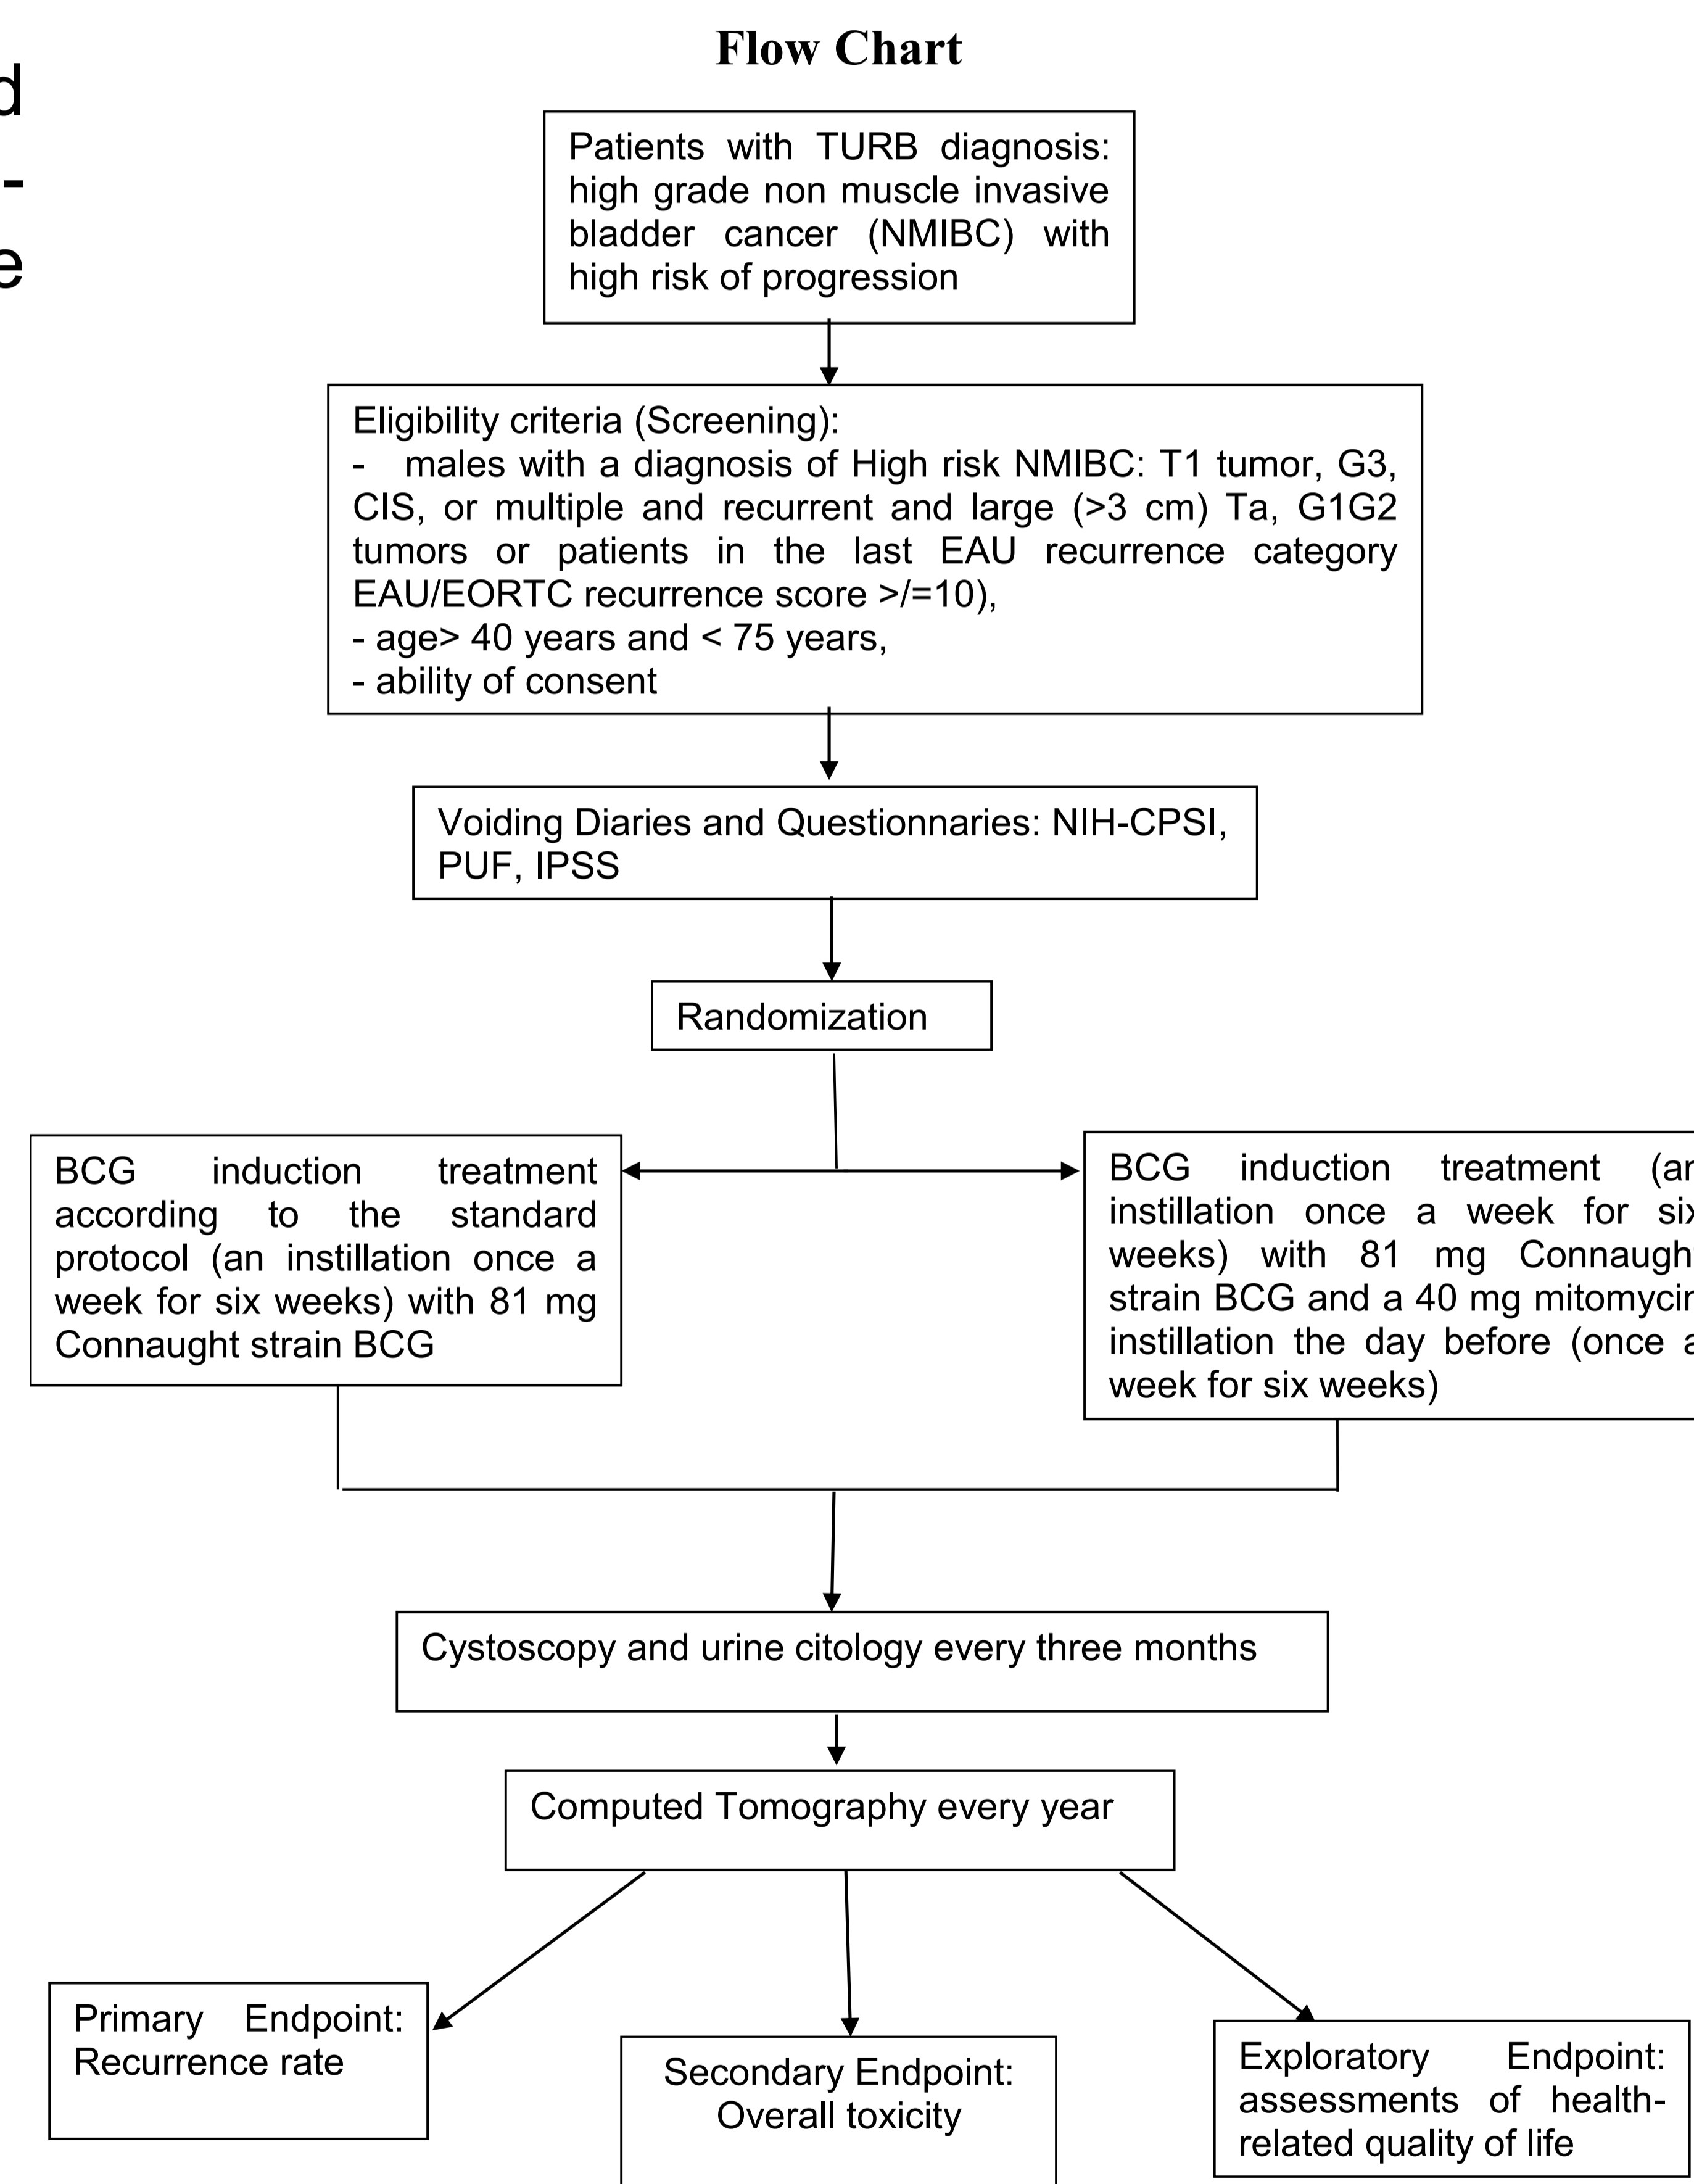 Flow Chart
d
-
e
Patients with TURB diagnosis:
high grade non muscle invasive
bladder cancer (NMIBC) with
high risk of progression
Eligibility criteria (Screening):
- males with a diagnosis of High risk NMIBC: T1 tumor, G3,
CIS, or multiple and recurrent and large (>3 cm) Ta, G1G2
tumors or patients in the last EAU recurrence category
EAU/EORTC recurrence score >/=10),
- age> 40 years and < 75 years,
- ability of consent
Voiding Diaries and Questionnaries: NIH-CPSI,
PUF, IPSS
Randomization
BCG induction treatment
according to the standard
protocol (an instillation once a
week for six weeks) with 81 mg
Connaught strain BCG
BCG induction treatment (an
instillation once a week for six
weeks) with 81 mg Connaugh
strain BCG and a 40 mg mitomycin
instillation the day before (once a
week for six weeks)
Cystoscopy and urine citology every three months
Computed Tomography every year
Primary Endpoint:
Recurrence rate
Secondary Endpoint:
Overall toxicity
Exploratory Endpoint:
assessments of health-
related quality of life